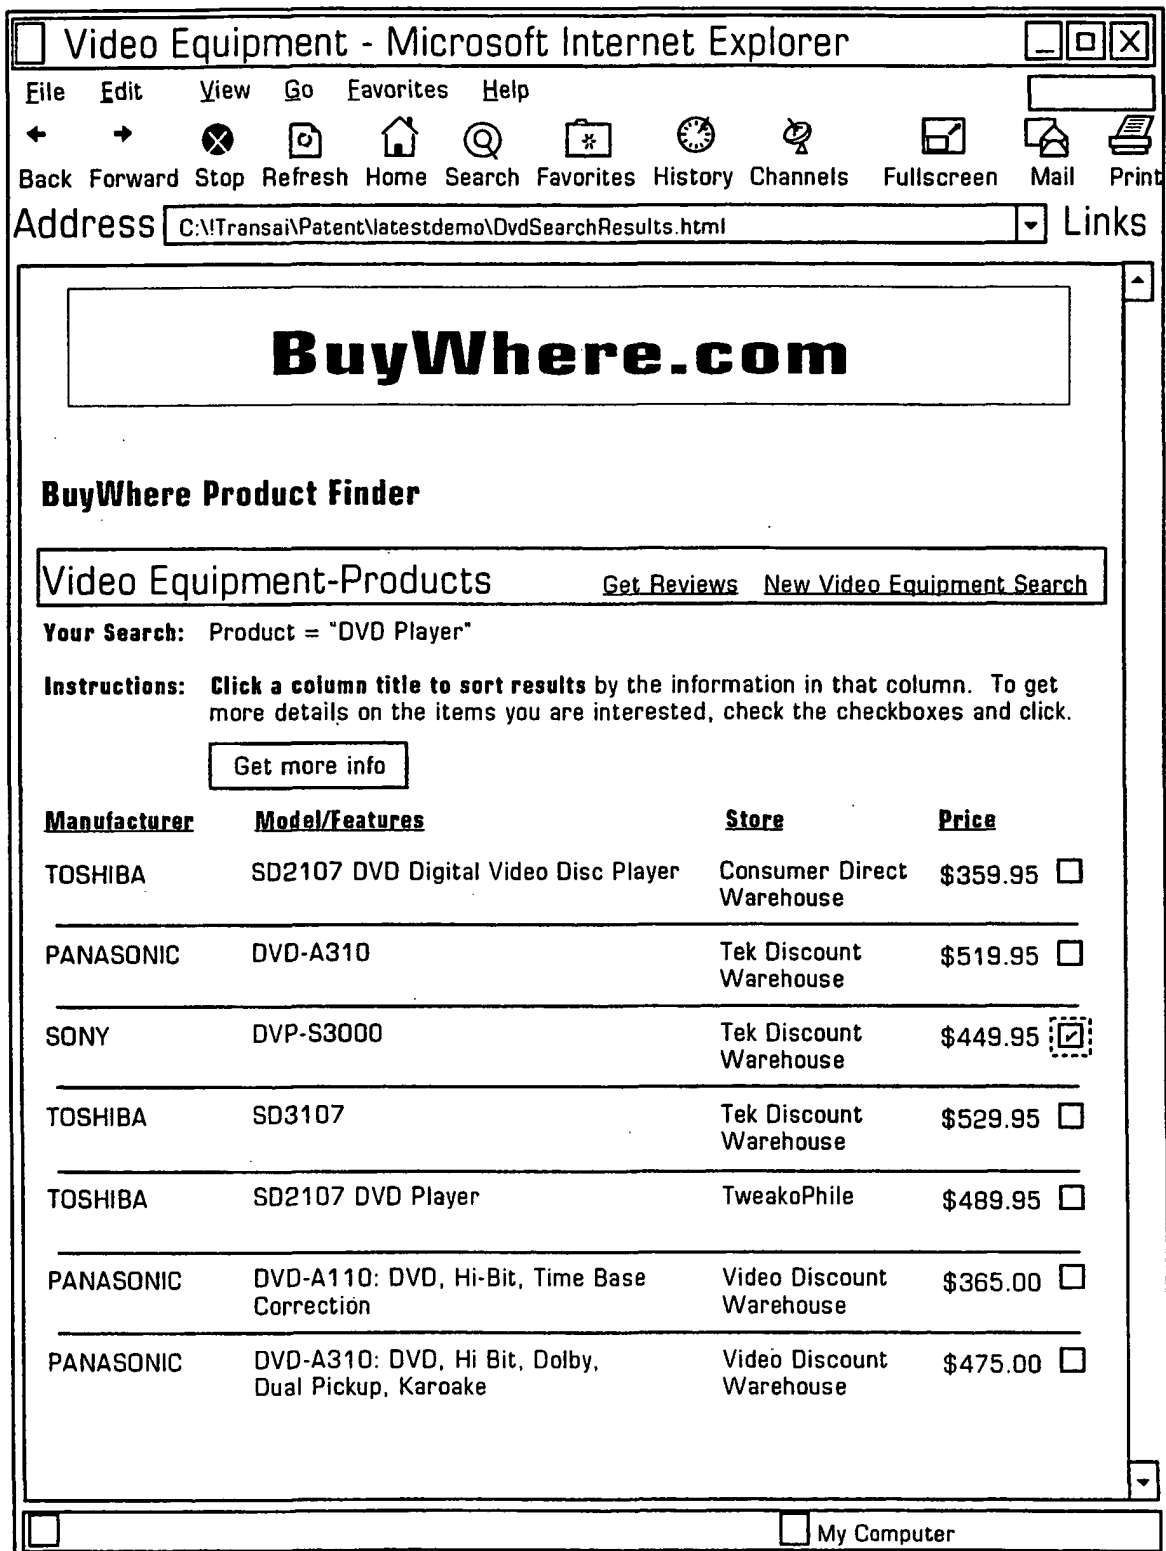 Video Equipment - Microsoft Internet Explorer
File Edit View Go Favorites Help
Back Forward Stop Refresh Home Search Favorites History Channels Fullscreen Mail Print
Address C:\!Transai\Patent\latestdemo\DvdSearchResults.html Links
BuyWhere.com
BuyWhere Product Finder
Video Equipment-Products Get Reviews New Video Equipment Search
Your Search: Product = "DVD Player"
Instructions: Click a column title to sort results by the information in that column. To get
more details on the items you are interested, check the checkboxes and click.
Get more info
Manufacturer Model/Features Store Price
TOSHIBA SD2107 DVD Digital Video Disc Player Consumer Direct $359.95
Warehouse
PANASONIC DVD-A310 Tek Discount $519.95
Warehouse
SONY DVP-S3000 Tek Discount $449.95
Warehouse
TOSHIBA SD3107 Tek Discount $529.95
Warehouse
TOSHIBA SD2107 DVD Player TweakoPhile $489.95
PANASONIC DVD-A110: DVD, Hi-Bit, Time Base Video Discount $365.00
Correction Warehouse
PANASONIC DVD-A310: DVD, Hi Bit, Dolby, Video Discount $475.00
Dual Pickup, Karoake Warehouse
My Computer